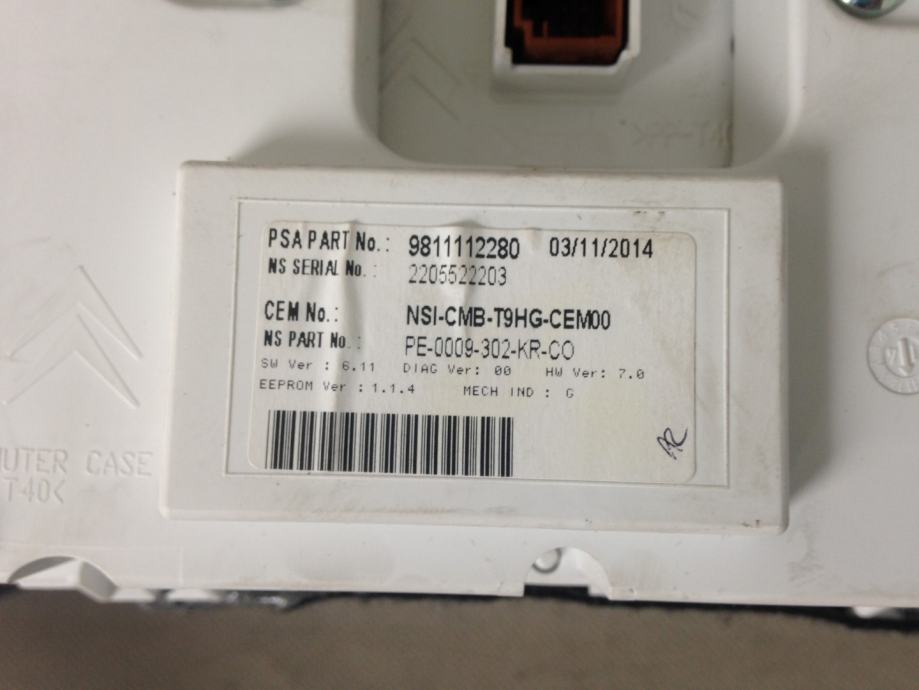 PSA PART No.: 9811112280 03/11/2014
NS SERIAL No. : 2205522203
CEM No.: NSI-CMB-T9HG-CEM00
NS PART No.: PE-0009-302-KR-CO
SW Ver : 6.11 DIAG Ver: 00 HW Ver: 7.0
EEPROM Ver : 1.1.4 MECH IND : G
OUTER CASE
T40<